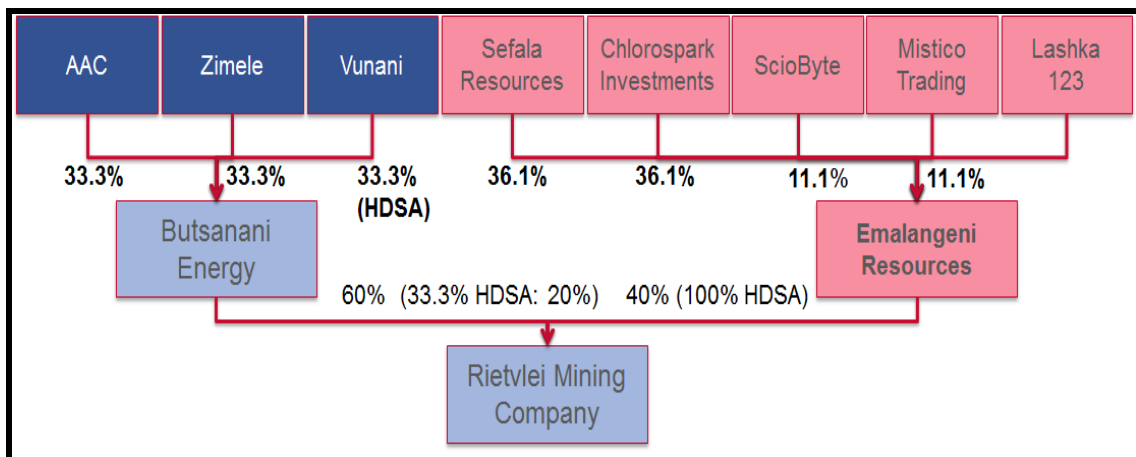 AAC
Zimele
Vunani
Sefala
Resources
Chlorospark
Investments
ScioByte
Mistico
Trading
Lashka
123
33.3%
33.3%
33.3%
(HDSA)
36.1%
36.1%
11.1%
11.1%
Butsanani
Energy
Emalangeni
Resources
60% (33.3% HDSA: 20%) 40% (100% HDSA)
Rietvlei Mining
Company